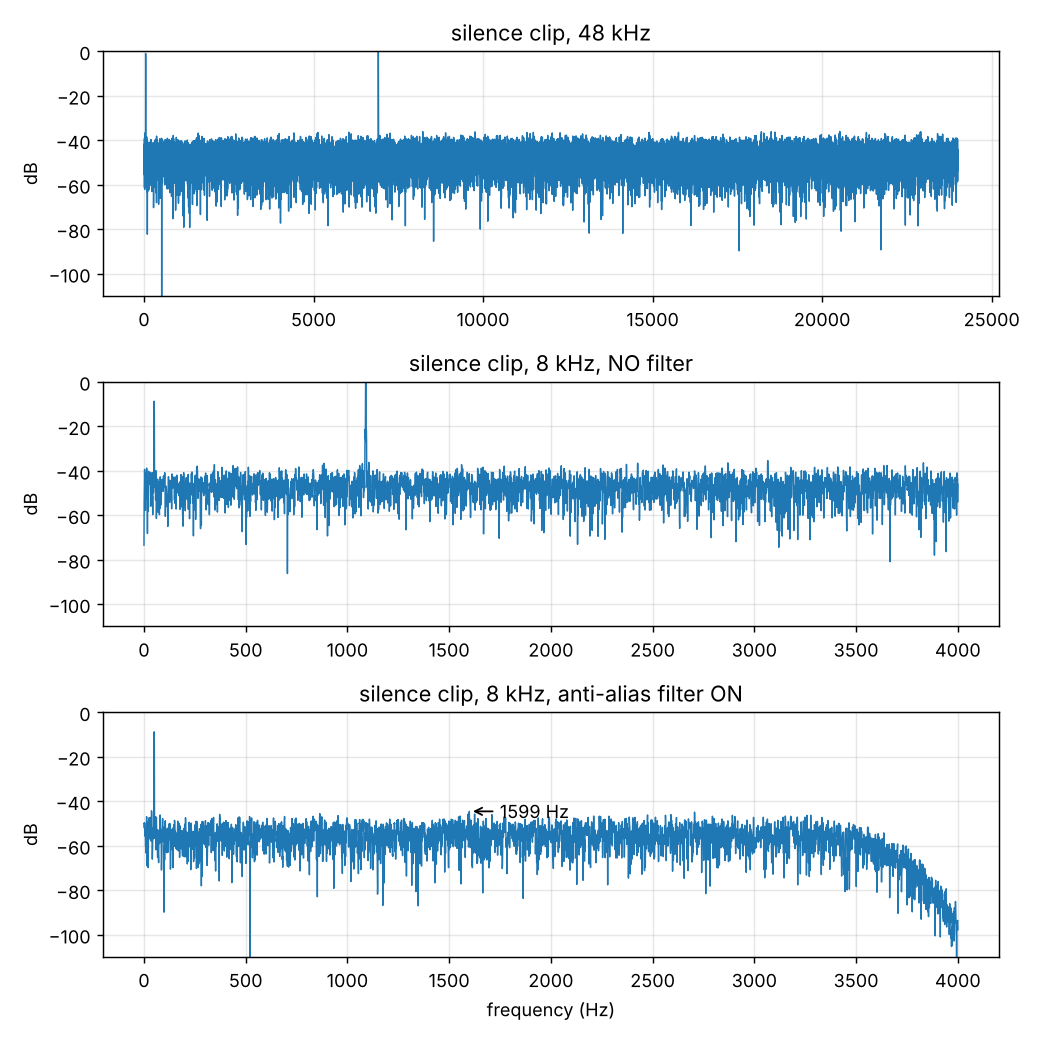 silence clip, 48 kHz
0
−20
−40
−60
−80
−100
dB
0 5000 10000 15000 20000 25000
silence clip, 8 kHz, NO filter
0
−20
−40
−60
−80
−100
dB
0 500 1000 1500 2000 2500 3000 3500 4000
silence clip, 8 kHz, anti-alias filter ON
0
−20
−40
−60
−80
−100
dB
← 1599 Hz
0 500 1000 1500 2000 2500 3000 3500 4000
frequency (Hz)